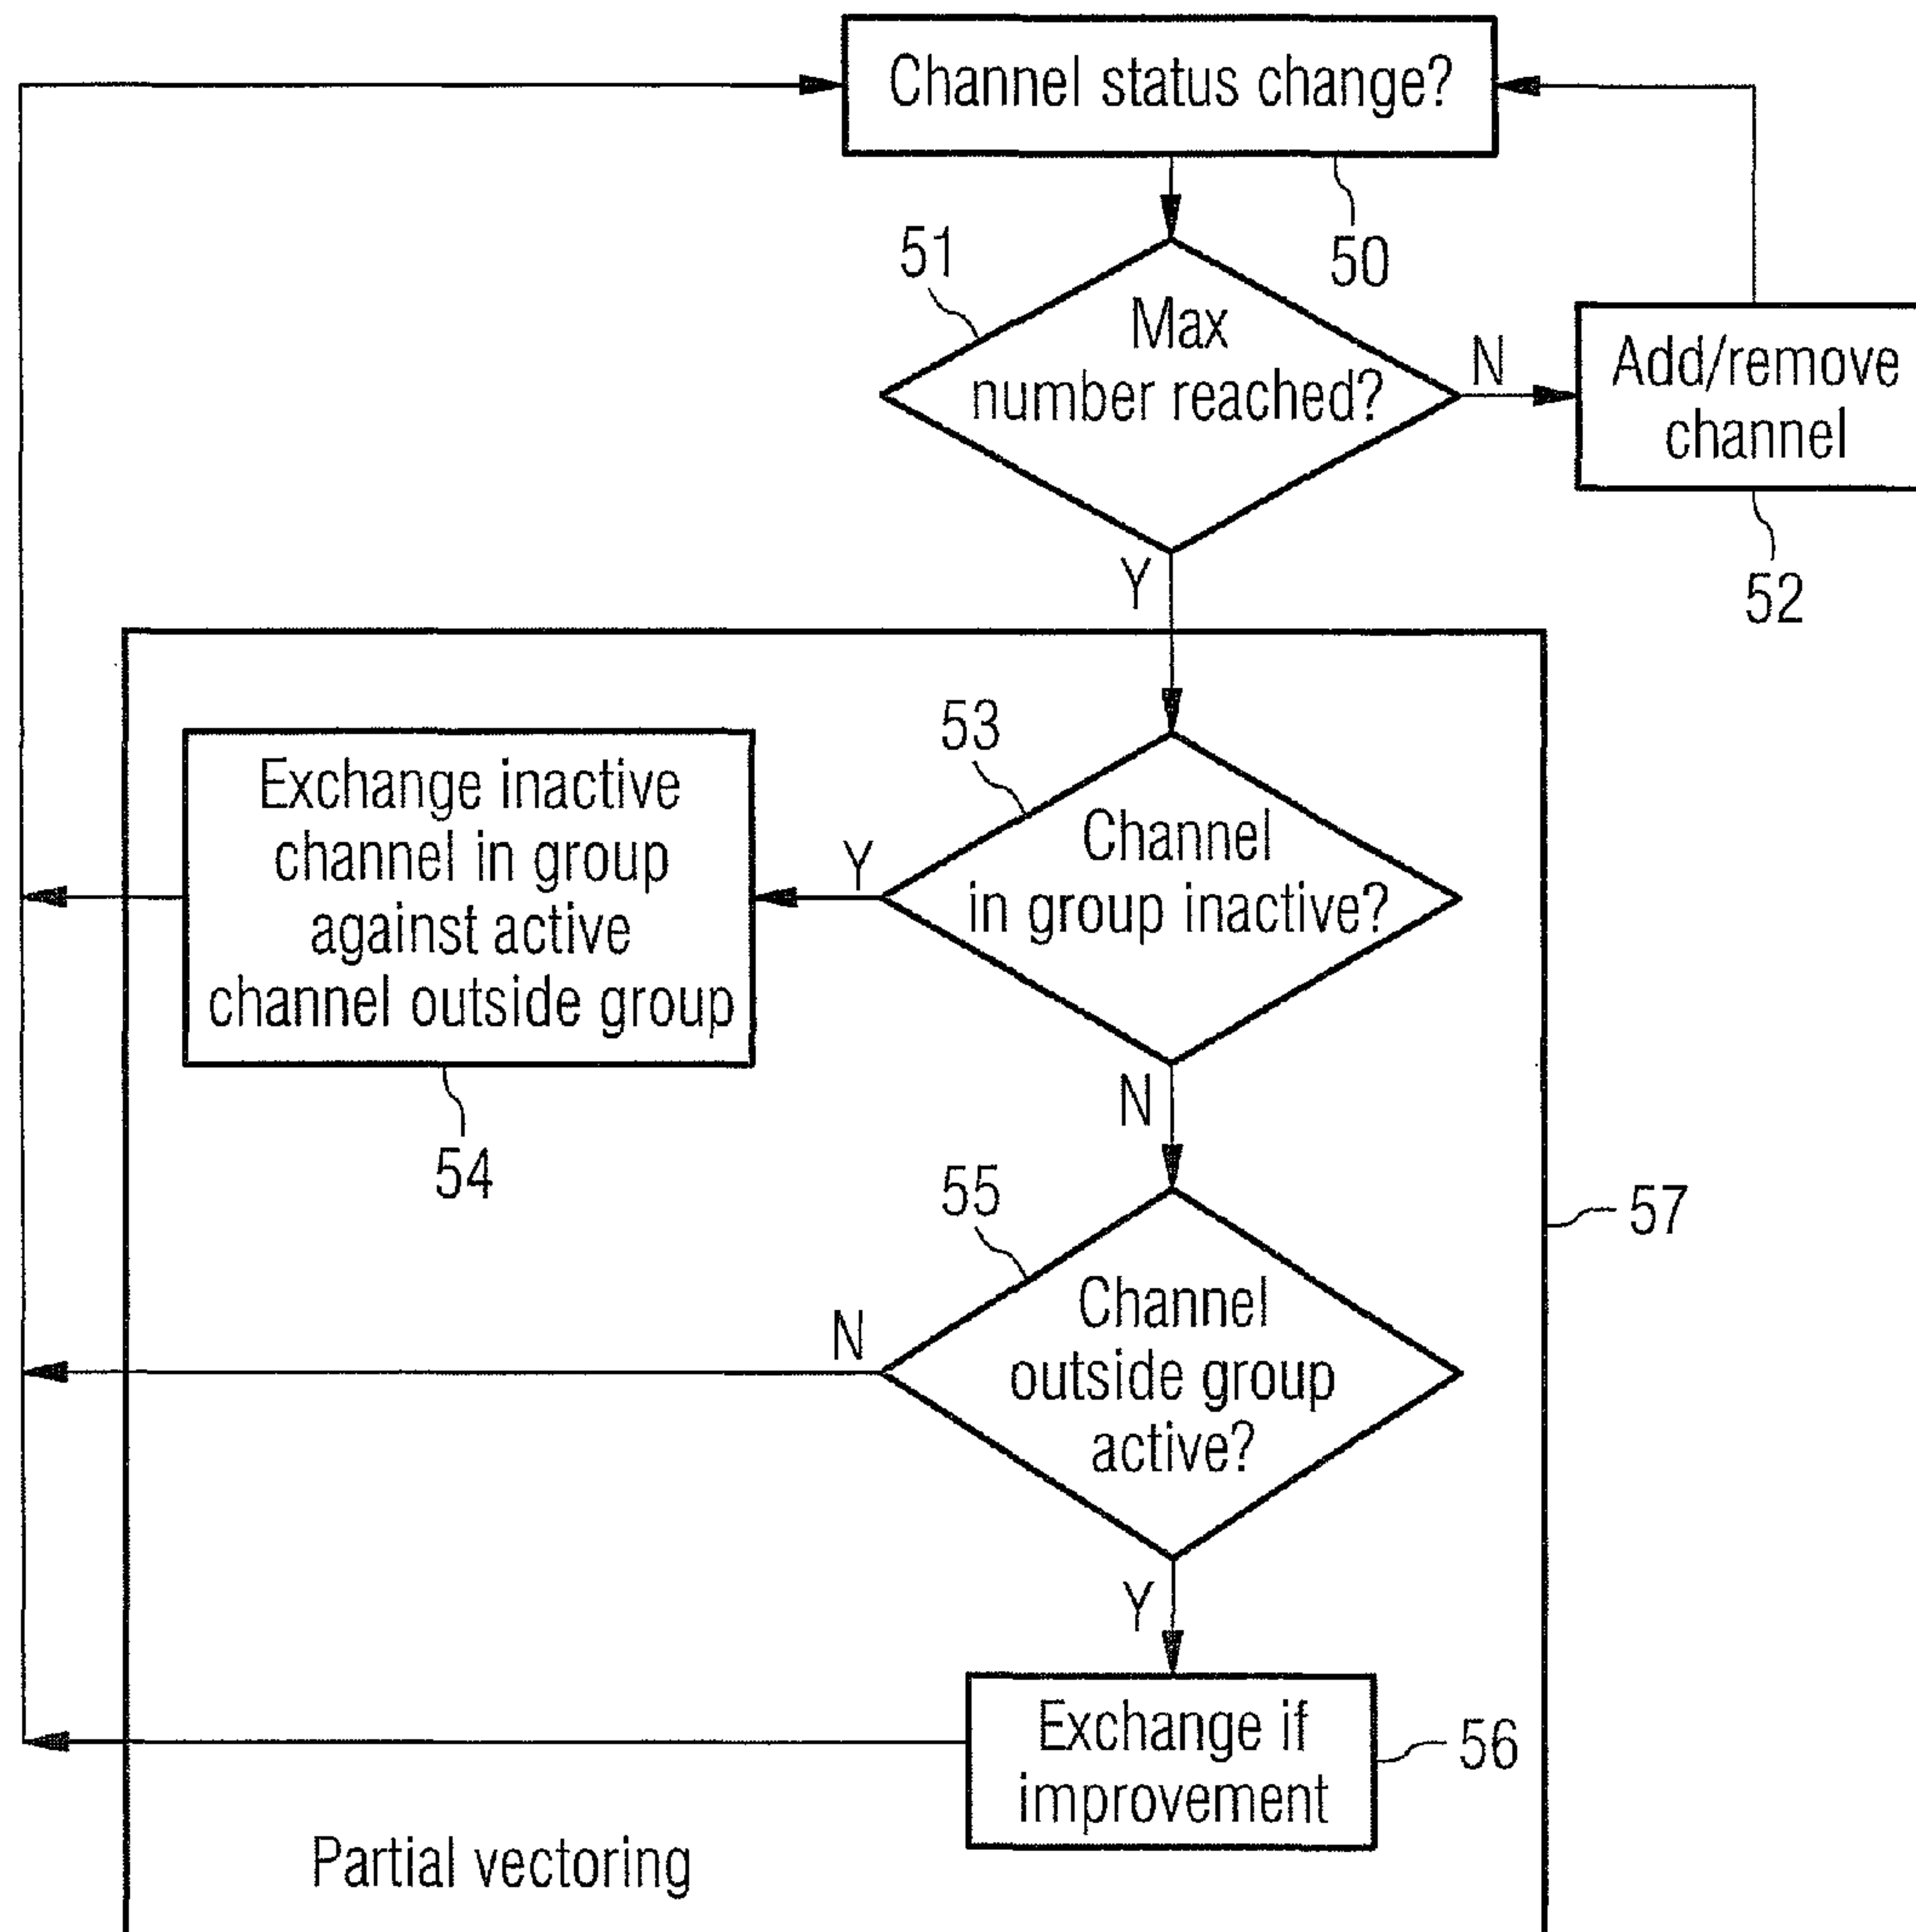 Channel status change?
50
51
Max
number reached?
N
Add/remove
channel
52
Y
53
Channel
in group inactive?
Y
Exchange inactive
channel in group
against active
channel outside group
54
N
55
Channel
outside group
active?
N
57
Y
Exchange if
improvement
56
Partial vectoring